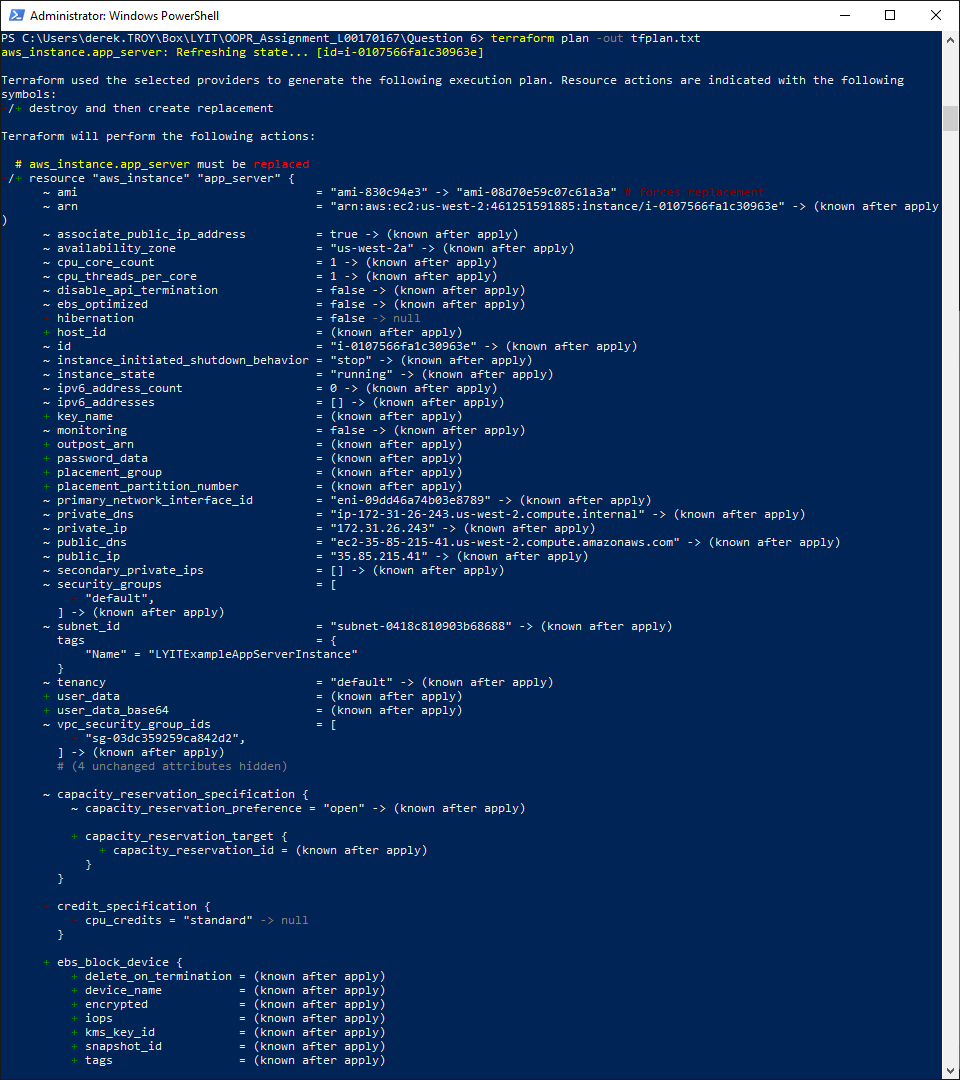 Administrator: Windows PowerShell
PS C:\Users\derek.TROY\Box\LYIT\OOPR_Assignment_L00170167\Question 6> terraform plan -out tfplan.txt
aws_instance.app_server: Refreshing state... [id=i-0107566fa1c30963e]
Terraform used the selected providers to generate the following execution plan. Resource actions are indicated with the following
symbols:
-/+ destroy and then create replacement
Terraform will perform the following actions:
# aws_instance.app_server must be replaced
-/+ resource "aws_instance" "app_server" {
~ ami = "ami-830c94e3" -> "ami-08d70e59c07c61a3a" # forces replacement
~ arn = "arn:aws:ec2:us-west-2:461251591885:instance/i-0107566fa1c30963e" -> (known after apply
)
~ associate_public_ip_address = true -> (known after apply)
~ availability_zone = "us-west-2a" -> (known after apply)
~ cpu_core_count = 1 -> (known after apply)
~ cpu_threads_per_core = 1 -> (known after apply)
~ disable_api_termination = false -> (known after apply)
~ ebs_optimized = false -> (known after apply)
- hibernation = false -> null
+ host_id = (known after apply)
~ id = "i-0107566fa1c30963e" -> (known after apply)
~ instance_initiated_shutdown_behavior = "stop" -> (known after apply)
~ instance_state = "running" -> (known after apply)
~ ipv6_address_count = 0 -> (known after apply)
~ ipv6_addresses = [] -> (known after apply)
+ key_name = (known after apply)
~ monitoring = false -> (known after apply)
+ outpost_arn = (known after apply)
+ password_data = (known after apply)
+ placement_group = (known after apply)
+ placement_partition_number = (known after apply)
~ primary_network_interface_id = "eni-09dd46a74b03e8789" -> (known after apply)
~ private_dns = "ip-172-31-26-243.us-west-2.compute.internal" -> (known after apply)
~ private_ip = "172.31.26.243" -> (known after apply)
~ public_dns = "ec2-35-85-215-41.us-west-2.compute.amazonaws.com" -> (known after apply)
~ public_ip = "35.85.215.41" -> (known after apply)
~ secondary_private_ips = [] -> (known after apply)
~ security_groups = [
- "default",
] -> (known after apply)
~ subnet_id = "subnet-0418c810903b68688" -> (known after apply)
tags = {
"Name" = "LYITExampleAppServerInstance"
}
~ tenancy = "default" -> (known after apply)
+ user_data = (known after apply)
+ user_data_base64 = (known after apply)
~ vpc_security_group_ids = [
- "sg-03dc359259ca842d2",
] -> (known after apply)
# (4 unchanged attributes hidden)
~ capacity_reservation_specification {
~ capacity_reservation_preference = "open" -> (known after apply)
+ capacity_reservation_target {
+ capacity_reservation_id = (known after apply)
}
}
- credit_specification {
- cpu_credits = "standard" -> null
}
+ ebs_block_device {
+ delete_on_termination = (known after apply)
+ device_name = (known after apply)
+ encrypted = (known after apply)
+ iops = (known after apply)
+ kms_key_id = (known after apply)
+ snapshot_id = (known after apply)
+ tags = (known after apply)